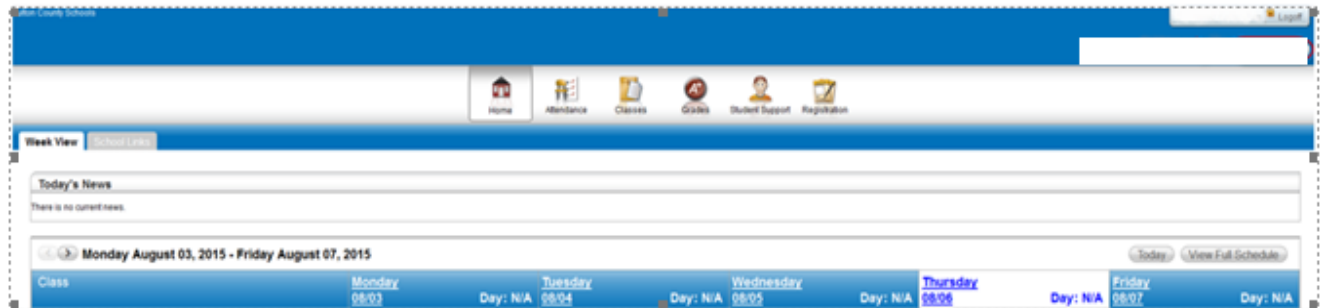 County Schools
Logoff
Home Attendance Classes Grades Student Support Registration
Week View School Links
Today's News
There is no current news.
Monday August 03, 2015 - Friday August 07, 2015 Today View Full Schedule
Class Monday Tuesday Wednesday Thursday Friday
08/03 Day: N/A 08/04 Day: N/A 08/05 Day: N/A 08/06 Day: N/A 08/07 Day: N/A